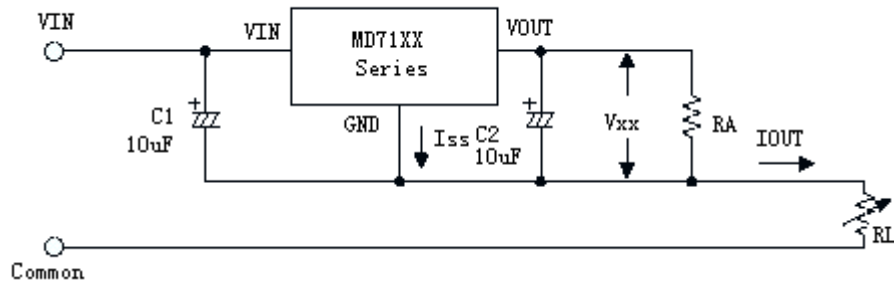 VIN
VIN
MD71XX
Series
VOUT
C1
10uF
GND
Iss
C2
10uF
Vxx
RA
IOUT
RL
Common